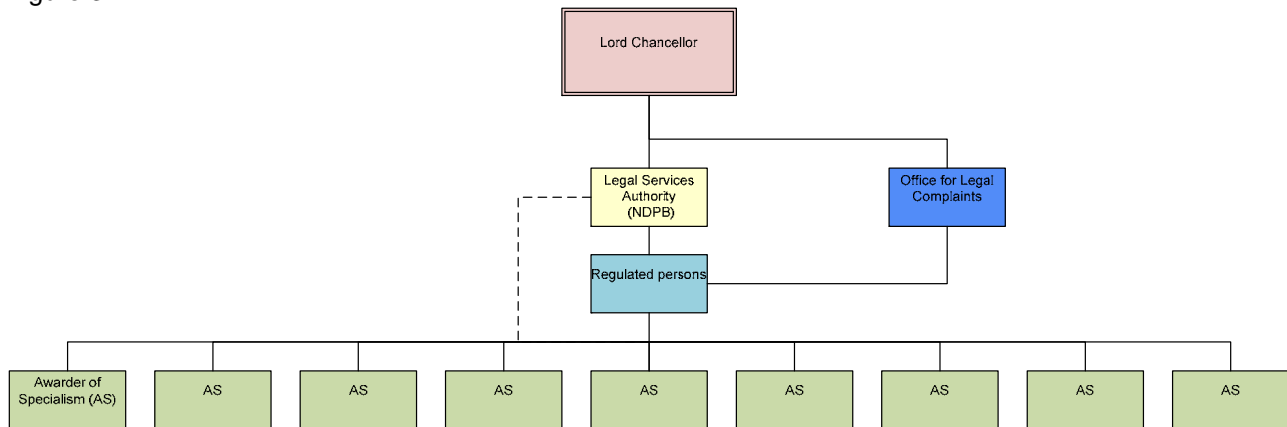 Lord Chancellor
Legal Services
Authority
(NDPB)
Office for Legal
Complaints
Regulated persons
Awarder of
Specialism (AS)
AS
AS
AS
AS
AS
AS
AS
AS